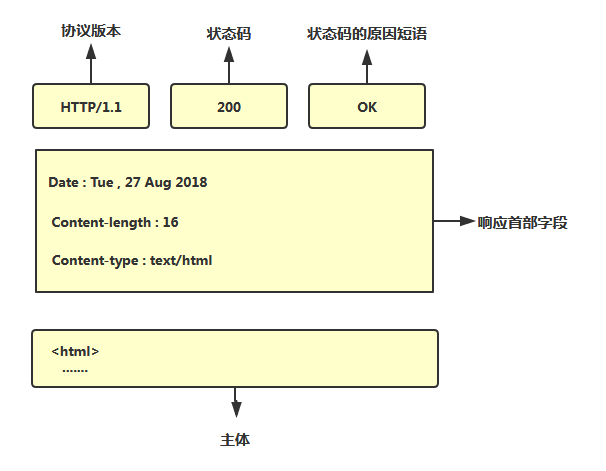 协议版本
状态码
状态码的原因短语
HTTP/1.1
200
OK
Date : Tue , 27 Aug 2018
Content-length : 16
Content-type : text/html
响应首部字段
<html>
.......
主体